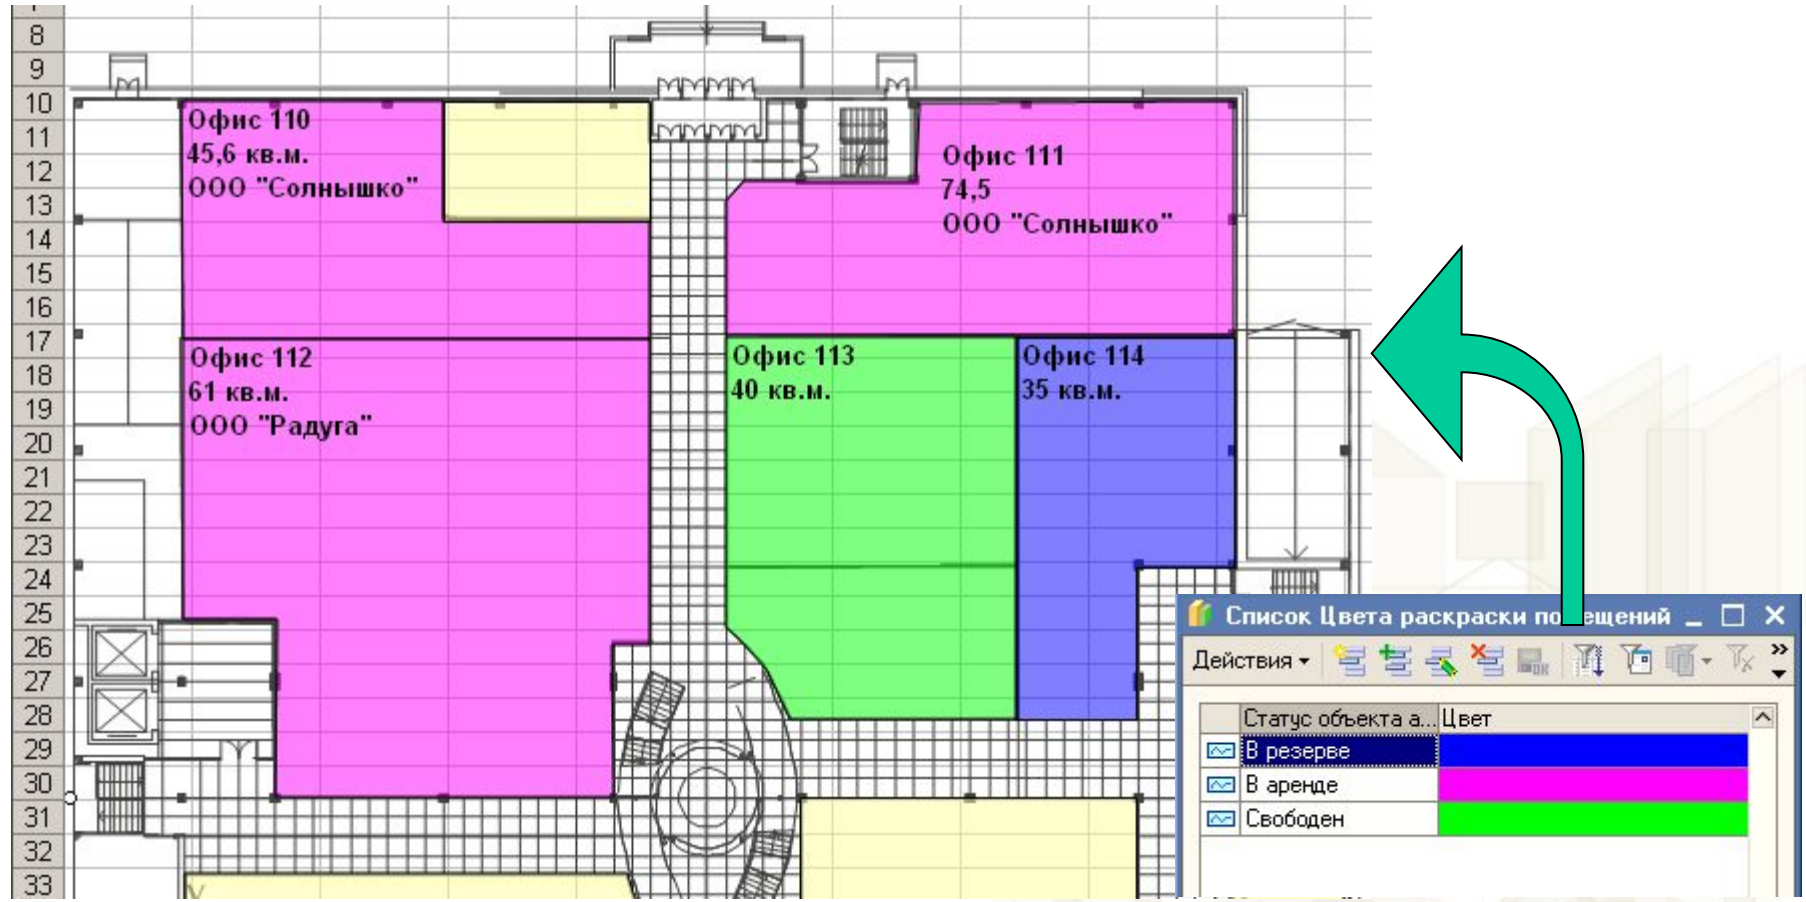 8
9
10
11
12
13
14
15
16
17
18
19
20
21
22
23
24
25
26
27
28
29
30
31
32
33
Офис 110
45,6 кв.м.
ООО "Солнышко"
Офис 111
74,5
ООО "Солнышко"
Офис 112
61 кв.м.
ООО "Радуга"
Офис 113
40 кв.м.
Офис 114
35 кв.м.
Список Цвета раскраски по ещений
Действия
Статус объекта а... Цвет
В резерве
В аренде
Свободен